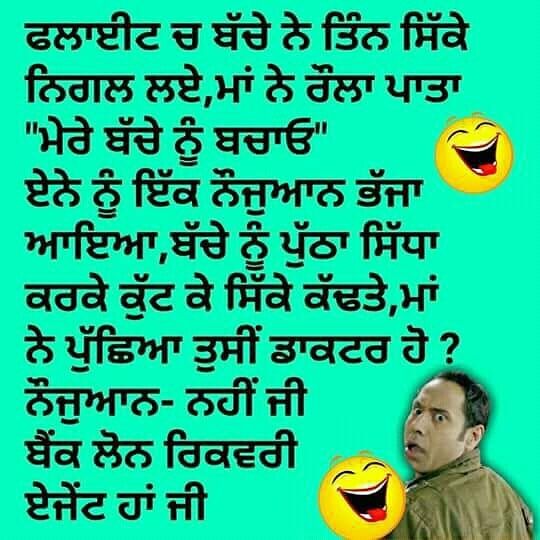 ਫਲਾਈਟ ਚ ਬੱਚੇ ਨੇ ਤਿੰਨ ਸਿੱਕੇ
ਨਿਗਲ ਲਏ,ਮਾਂ ਨੇ ਰੌਲਾ ਪਾਤਾ
"ਮੇਰੇ ਬੱਚੇ ਨੂੰ ਬਚਾਓ"
ਏਨੇ ਨੂੰ ਇੱਕ ਨੌਜੁਆਨ ਭੱਜਾ
ਆਇਆ,ਬੱਚੇ ਨੂੰ ਪੁੱਠਾ ਸਿੱਧਾ
ਕਰਕੇ ਕੁੱਟ ਕੇ ਸਿੱਕੇ ਕੱਢਤੇ,ਮਾਂ
ਨੇ ਪੁੱਛਿਆ ਤੁਸੀਂ ਡਾਕਟਰ ਹੋ ?
ਨੌਜੁਆਨ- ਨਹੀਂ ਜੀ
ਬੈਂਕ ਲੋਨ ਰਿਕਵਰੀ
ਏਜੇਂਟ ਹਾਂ ਜੀ